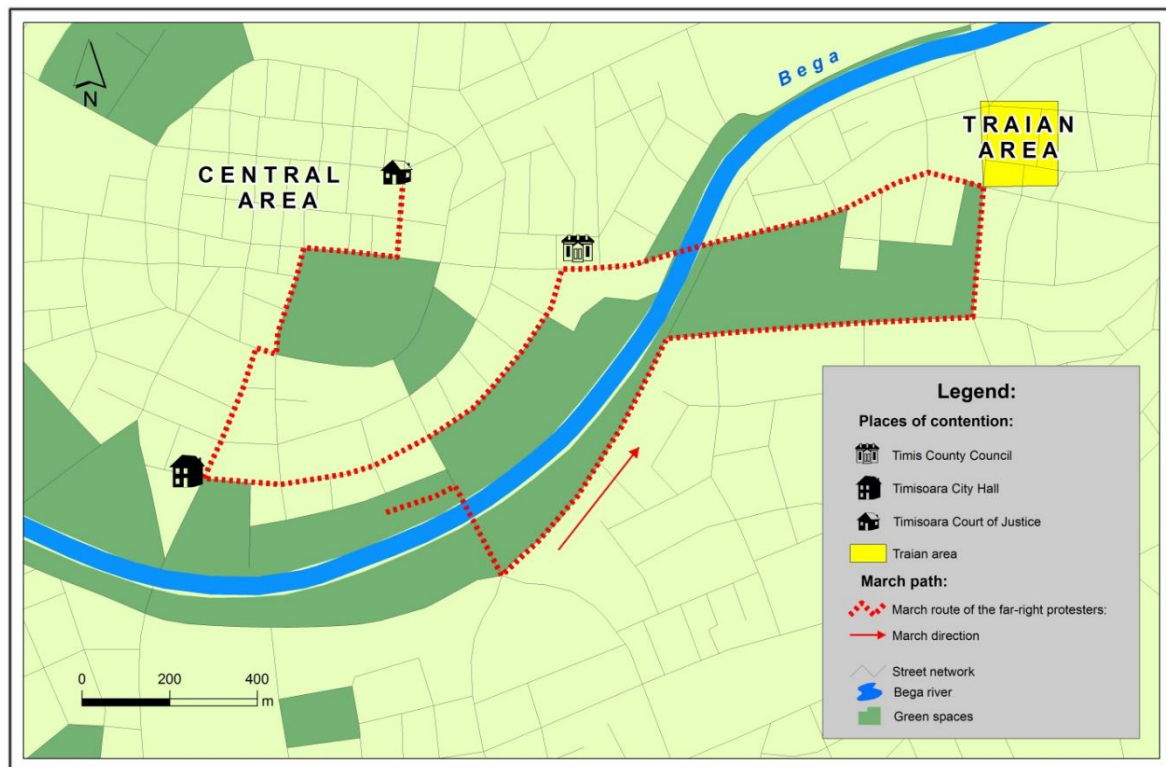 Bega
TRAIAN
AREA
CENTRAL
AREA
N
Legend:
Places of contention:
Timis County Council
Timisoara City Hall
Timisoara Court of Justice
Traian area
March path:
March route of the far-right protesters:
March direction
Street network
Bega river
Green spaces
0 200 400
m